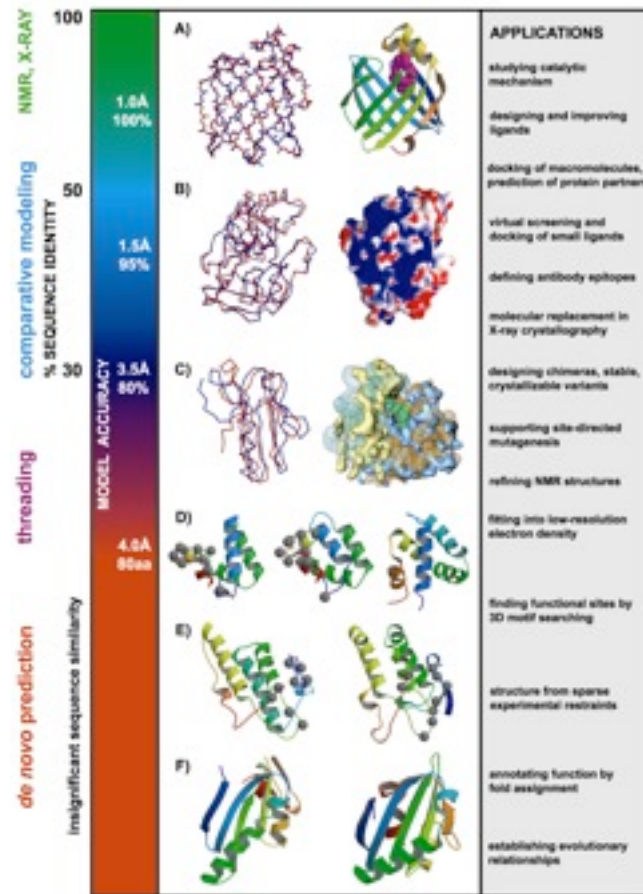 NMR, X-RAY
comparative modeling
threading
de novo prediction
% SEQUENCE IDENTITY
insignificant sequence similarity
100
50
30
MODEL ACCURACY
1.0Å
100%
1.5Å
95%
3.5Å
80%
4.0Å
80aa
A)
B)
C)
D)
E)
F)
APPLICATIONS
studying catalytic
mechanism
designing and improving
ligands
docking of macromolecules,
prediction of protein partner
virtual screening and
docking of small ligands
defining antibody epitopes
molecular replacement in
X-ray crystallography
designing chimeras, stable,
crystallizable variants
supporting site-directed
mutagenesis
refining NMR structures
fitting into low-resolution
electron density
finding functional sites by
3D motif searching
structure from sparse
experimental restraints
annotating function by
fold assignment
establishing evolutionary
relationships